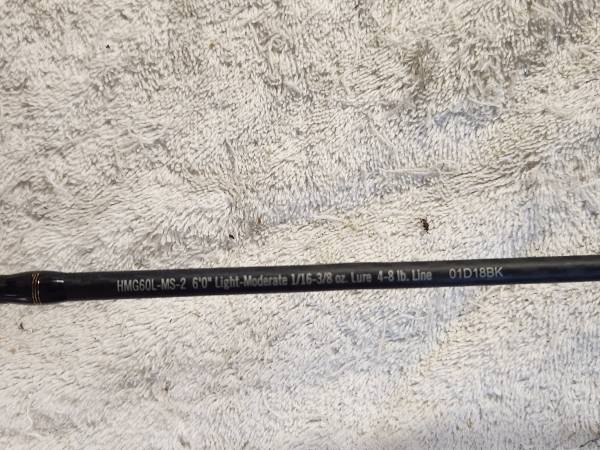 HMG60L-MS-2 6'0" Light-Moderate 1/16-3/8 oz. Lure 4-8 lb. Line 01D18BK